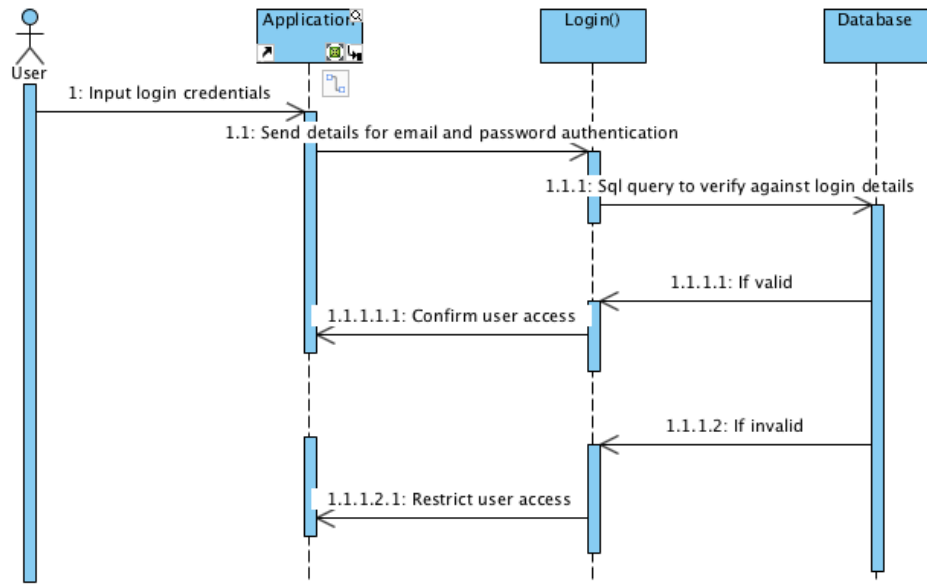 Application
Login()
Database
User
1: Input login credentials
1.1: Send details for email and password authentication
1.1.1: Sql query to verify against login details
1.1.1.1: If valid
1.1.1.1.1: Confirm user access
1.1.1.2: If invalid
1.1.1.2.1: Restrict user access